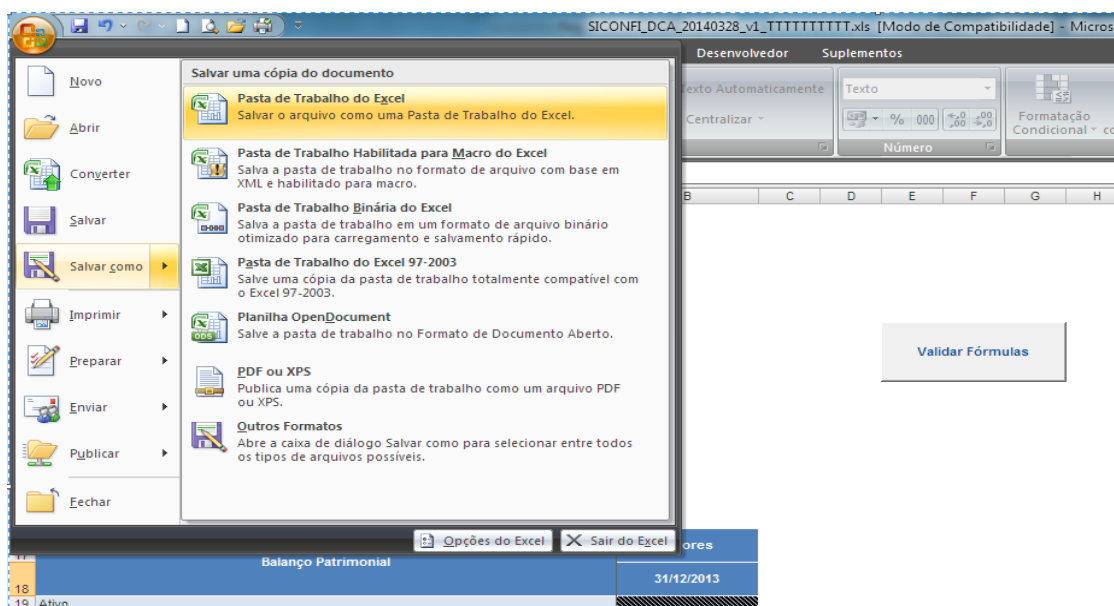 SICONFI_DCA_20140328_v1_TTTTTTTTTT.xls [Modo de Compatibilidade] - Micros
Desenvolvedor Suplementos
Novo
Abrir
Converter
Salvar
Salvar como
Imprimir
Preparar
Enviar
Publicar
Fechar
Salvar uma cópia do documento
Pasta de Trabalho do Excel
Salvar o arquivo como uma Pasta de Trabalho do Excel.
Pasta de Trabalho Habilitada para Macro do Excel
Salva a pasta de trabalho no formato de arquivo com base em
XML e habilitado para macro.
Pasta de Trabalho Binária do Excel
Salva a pasta de trabalho em um formato de arquivo binário
otimizado para carregamento e salvamento rápido.
Pasta de Trabalho do Excel 97-2003
Salve uma cópia da pasta de trabalho totalmente compatível com
o Excel 97-2003.
Planilha OpenDocument
Salve a pasta de trabalho no Formato de Documento Aberto.
PDF ou XPS
Publica uma cópia da pasta de trabalho como um arquivo PDF
ou XPS.
Outros Formatos
Abre a caixa de diálogo Salvar como para selecionar entre todos
os tipos de arquivos possíveis.
Opções do Excel Sair do Excel
exto Automaticamente
Centralizar
Texto
% 000
Número
Formatação
Condicional
B C D E F G H
Validar Fórmulas
17 Balanço Patrimonial ores
18 31/12/2013
19 Ativo